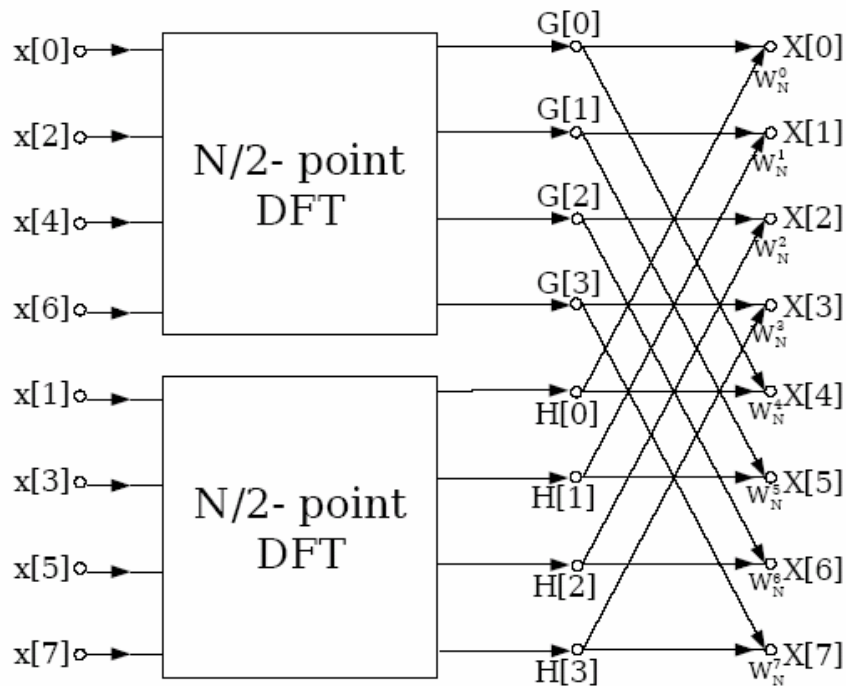 x[0]
x[2]
x[4]
x[6]
x[1]
x[3]
x[5]
x[7]
N/2- point
DFT
N/2- point
DFT
G[0]
G[1]
G[2]
G[3]
H[0]
H[1]
H[2]
H[3]
W_N^0
W_N^1
W_N^2
W_N^3
W_N^4
W_N^5
W_N^6
W_N^7
X[0]
X[1]
X[2]
X[3]
X[4]
X[5]
X[6]
X[7]